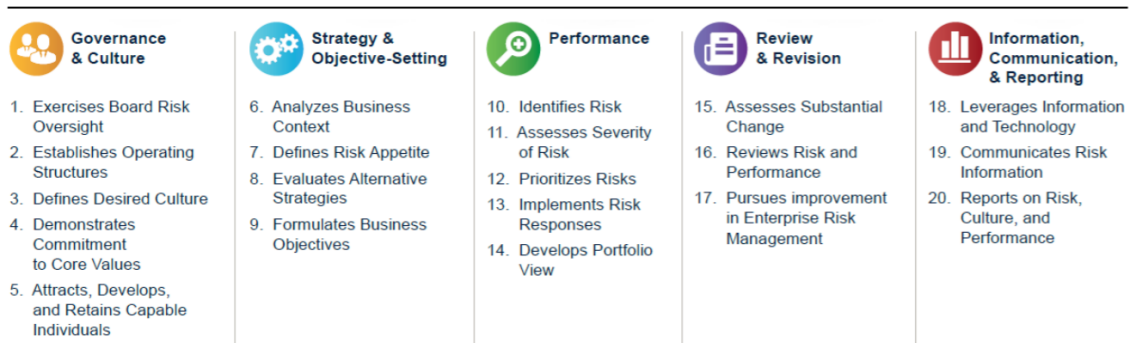 Governance
& Culture
1. Exercises Board Risk
Oversight
2. Establishes Operating
Structures
3. Defines Desired Culture
4. Demonstrates
Commitment
to Core Values
5. Attracts, Develops,
and Retains Capable
Individuals
Strategy &
Objective-Setting
6. Analyzes Business
Context
7. Defines Risk Appetite
8. Evaluates Alternative
Strategies
9. Formulates Business
Objectives
Performance
10. Identifies Risk
11. Assesses Severity
of Risk
12. Prioritizes Risks
13. Implements Risk
Responses
14. Develops Portfolio
View
Review
& Revision
15. Assesses Substantial
Change
16. Reviews Risk and
Performance
17. Pursues improvement
in Enterprise Risk
Management
Information,
Communication,
& Reporting
18. Leverages Information
and Technology
19. Communicates Risk
Information
20. Reports on Risk,
Culture, and
Performance